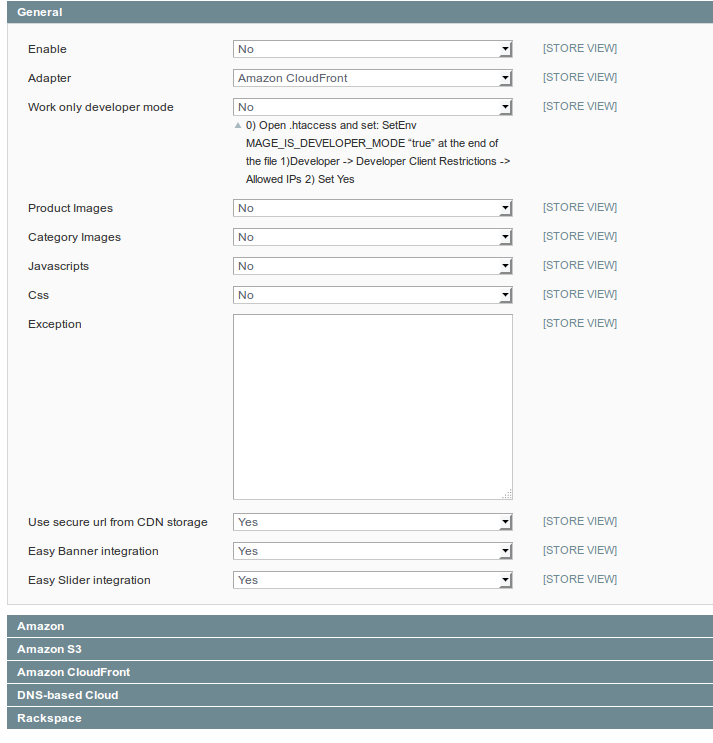 General
Enable No [STORE VIEW]
Adapter Amazon CloudFront [STORE VIEW]
Work only developer mode No [STORE VIEW]
0) Open .htaccess and set: SetEnv
MAGE_IS_DEVELOPER_MODE “true” at the end of
the file 1)Developer -> Developer Client Restrictions ->
Allowed IPs 2) Set Yes
Product Images No [STORE VIEW]
Category Images No [STORE VIEW]
Javascripts No [STORE VIEW]
Css No [STORE VIEW]
Exception [STORE VIEW]
Use secure url from CDN storage Yes [STORE VIEW]
Easy Banner integration Yes [STORE VIEW]
Easy Slider integration Yes [STORE VIEW]
Amazon
Amazon S3
Amazon CloudFront
DNS-based Cloud
Rackspace